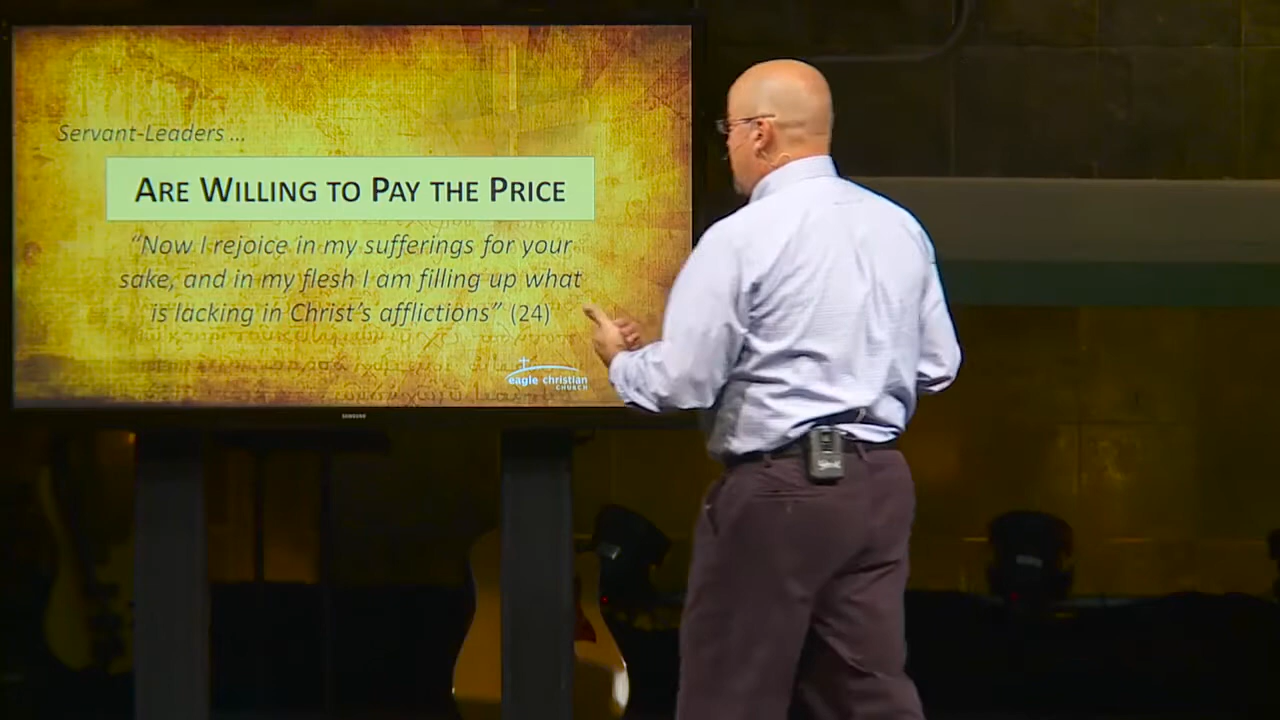 Servant-Leaders ...
ARE WILLING TO PAY THE PRICE
“Now I rejoice in my sufferings for your
sake, and in my flesh I am filling up what
is lacking in Christ’s afflictions” (24)
eagle christian
CHURCH
SAMSUNG